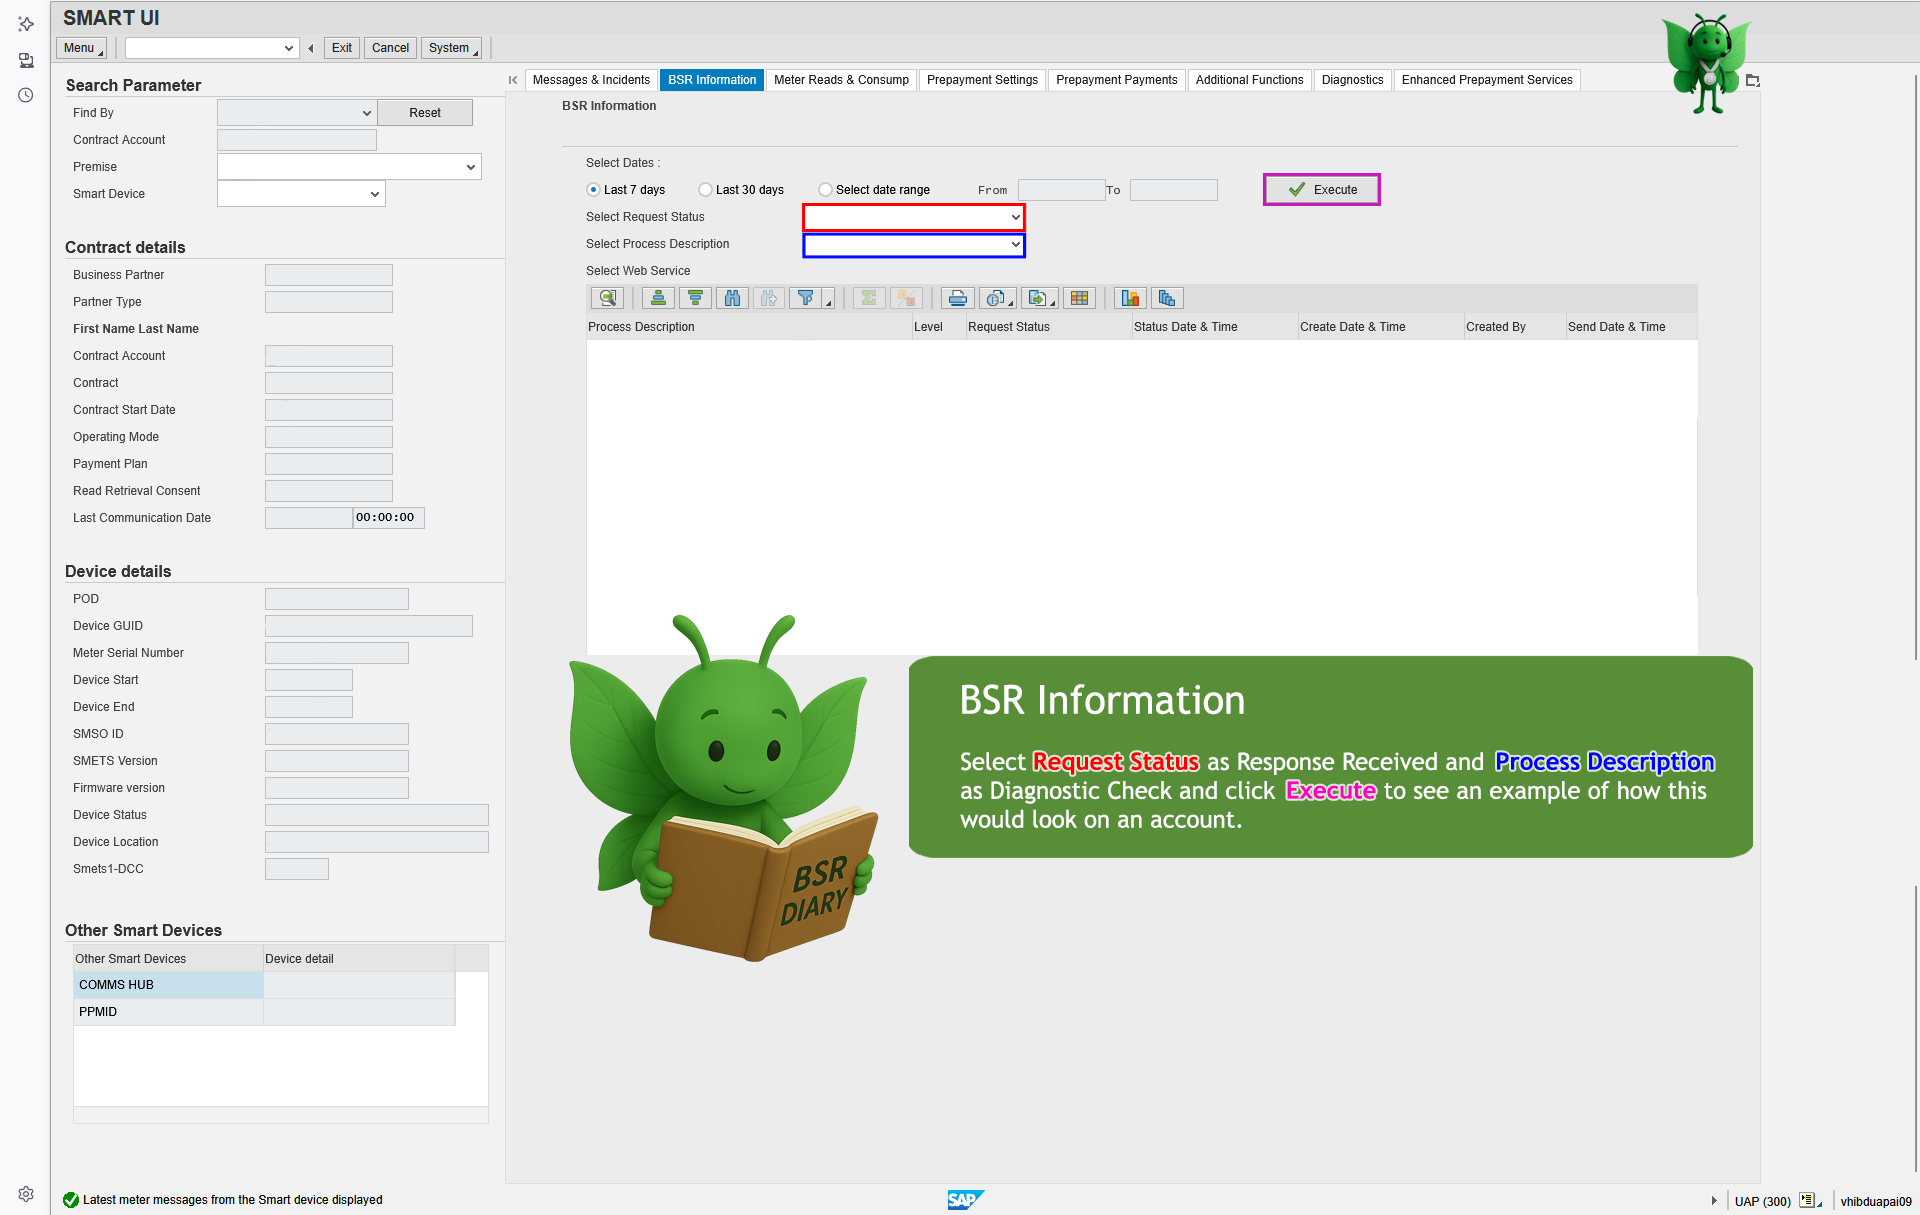 SMART UI
Menu
Exit
Cancel
System
Search Parameter
Find By
Reset
Contract Account
Premise
Smart Device
Contract details
Business Partner
Partner Type
First Name Last Name
Contract Account
Contract
Contract Start Date
Operating Mode
Payment Plan
Read Retrieval Consent
Last Communication Date 00:00:00
Device details
POD
Device GUID
Meter Serial Number
Device Start
Device End
SMSO ID
SMETS Version
Firmware version
Device Status
Device Location
Smets1-DCC
Other Smart Devices
Other Smart Devices Device detail
COMMS HUB
PPMID
Messages & Incidents BSR Information Meter Reads & Consump Prepayment Settings Prepayment Payments Additional Functions Diagnostics Enhanced Prepayment Services
BSR Information
Select Dates :
Last 7 days Last 30 days Select date range From To Execute
Select Request Status
Select Process Description
Select Web Service
Process Description Level Request Status Status Date & Time Create Date & Time Created By Send Date & Time
BSR Information
Select Request Status as Response Received and Process Description
as Diagnostic Check and click Execute to see an example of how this
would look on an account.
BSR
DIARY
Latest meter messages from the Smart device displayed
SAP
UAP (300)
vhibduapai09